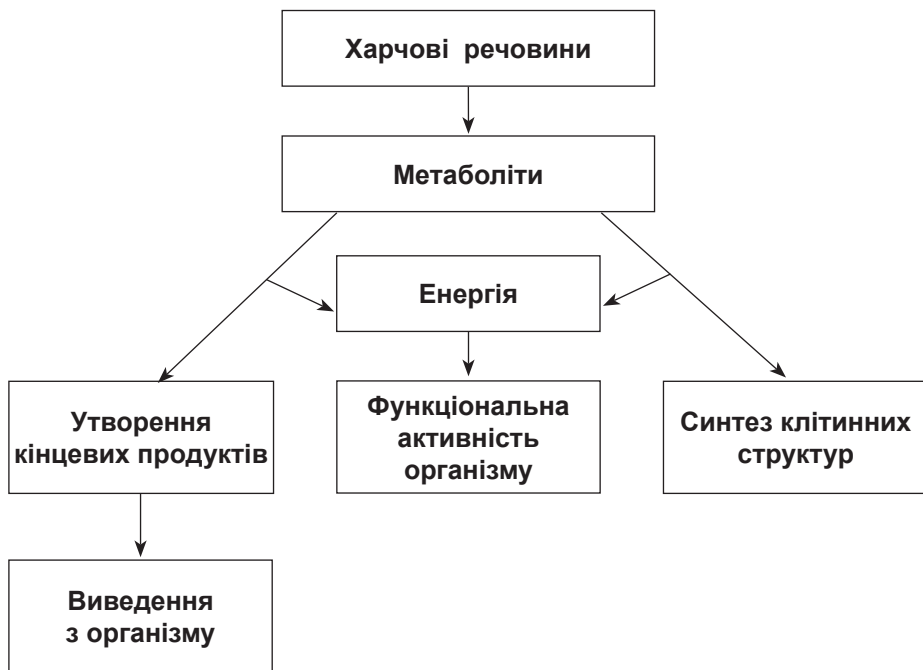 Харчові речовини
Метаболіти
Енергія
Утворення
кінцевих продуктів
Функціональна
активність
організму
Синтез клітинних
структур
Виведення
з організму